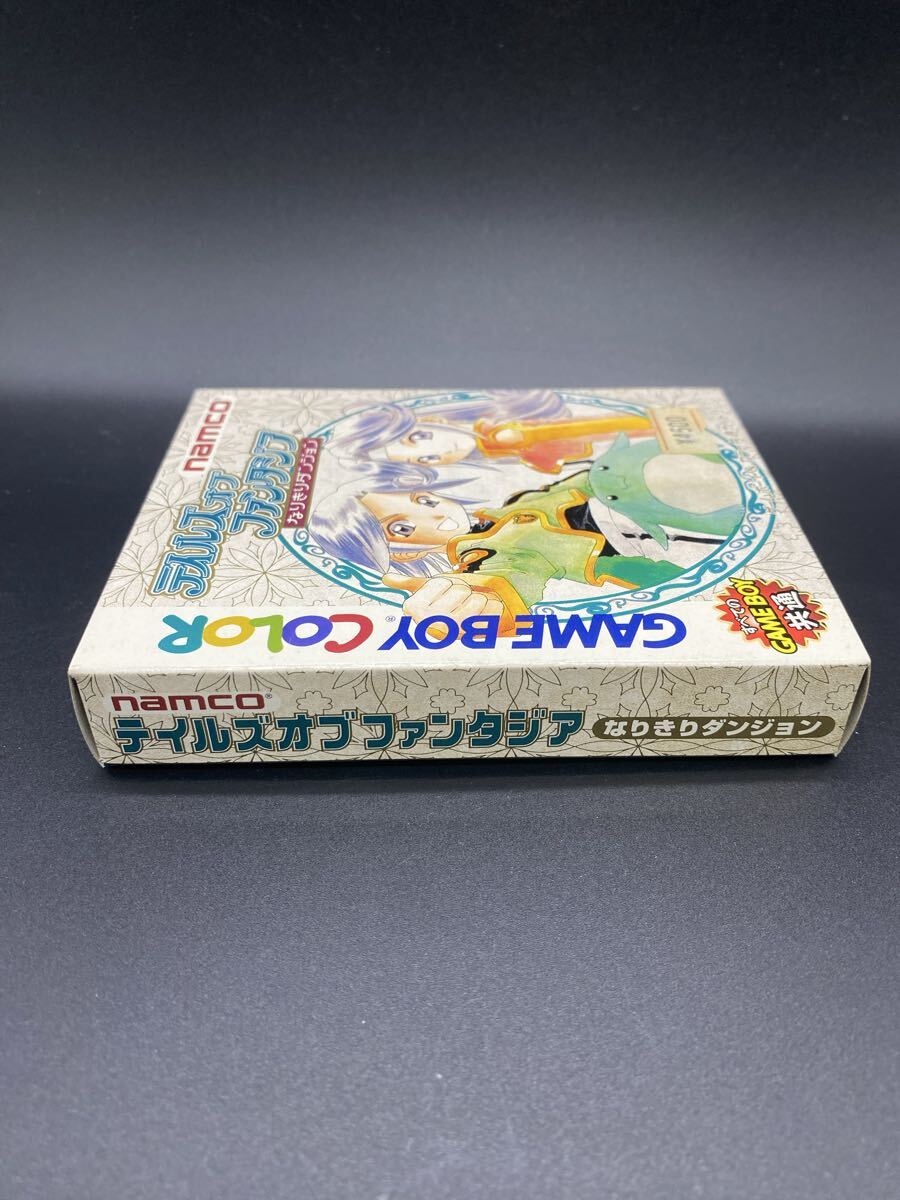 namco
テイルズオブ
ファンタジア
なりきりダンジョン
¥4500
GAME BOY COLOR
すべての
GAME BOY
共通
namco®
テイルズオブファンタジア なりきりダンジョン